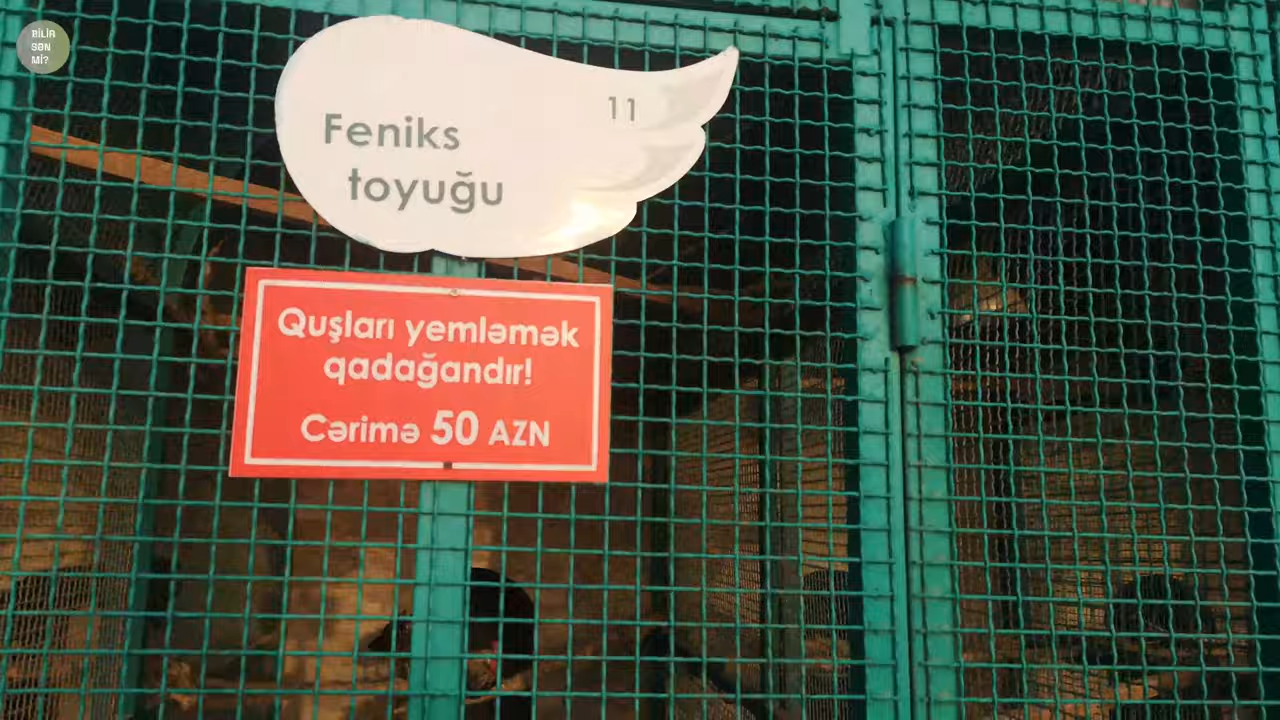 BİLİR
SƏN
Mİ?
11
Feniks
toyuğu
Quşları yemləmək
qadağandır!
Cərimə 50 AZN